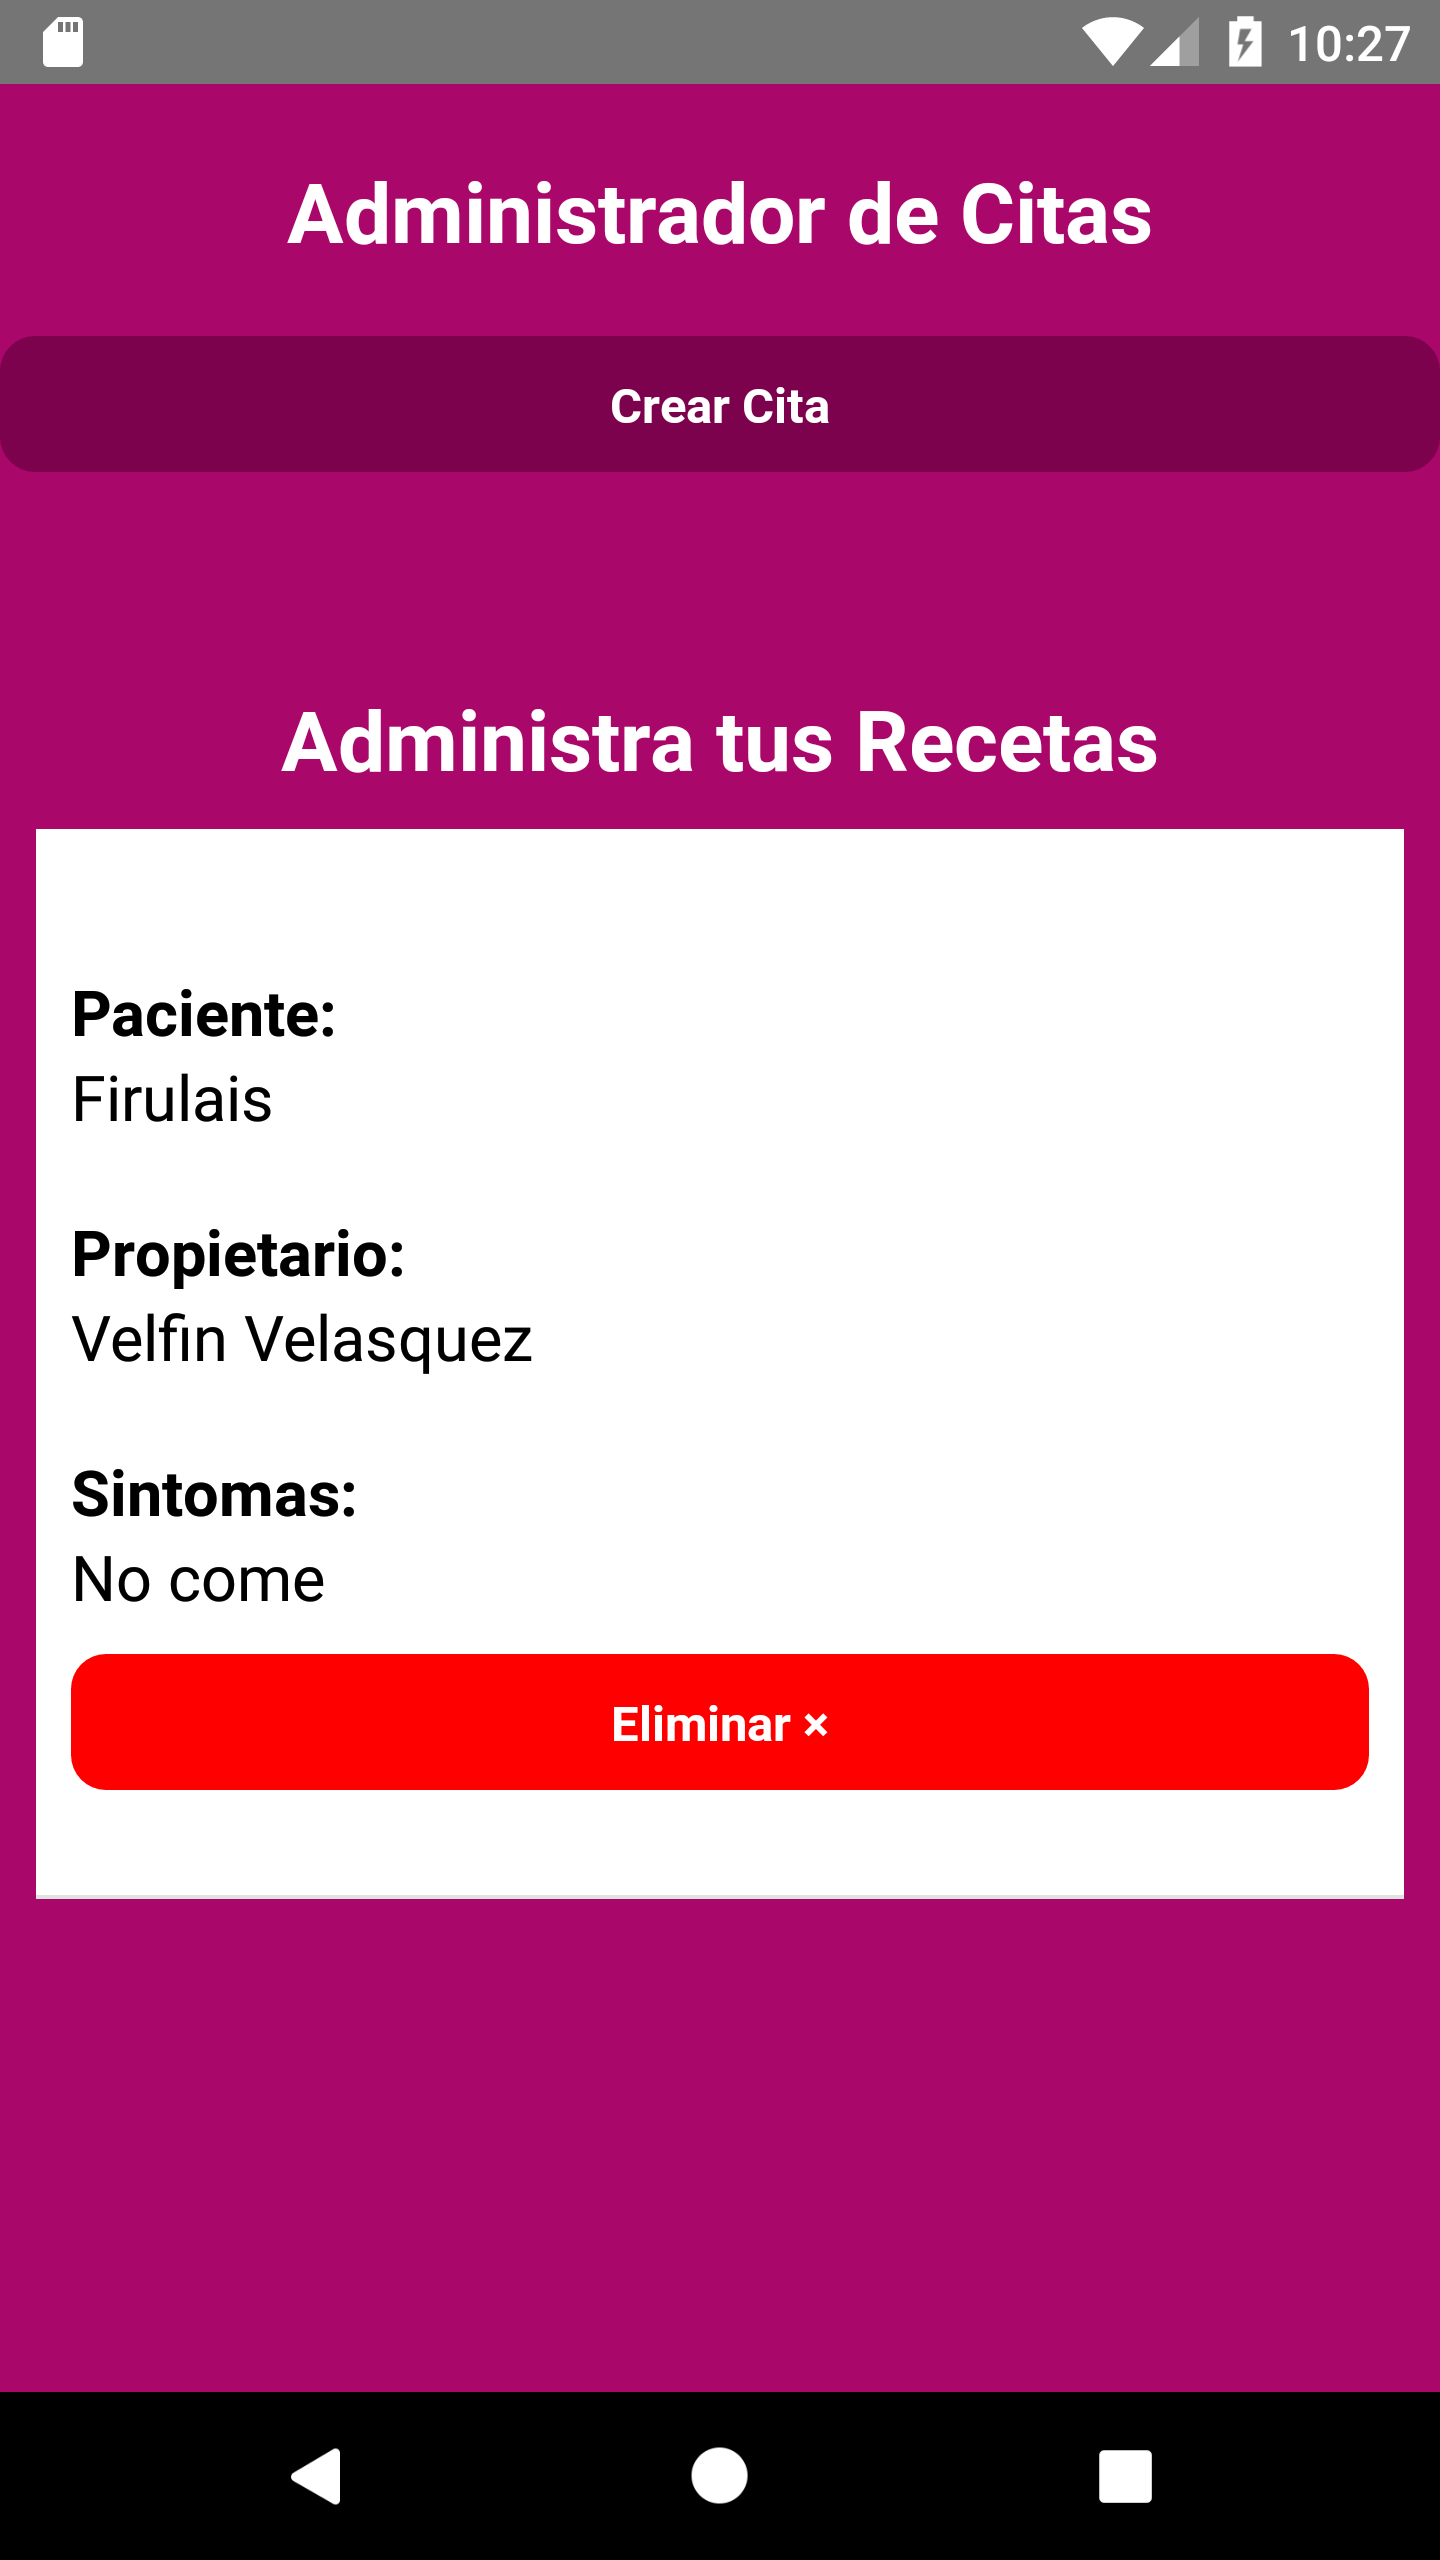 10:27
Administrador de Citas
Crear Cita
Administra tus Recetas
Paciente:
Firulais
Propietario:
Velfin Velasquez
Sintomas:
No come
Eliminar ×